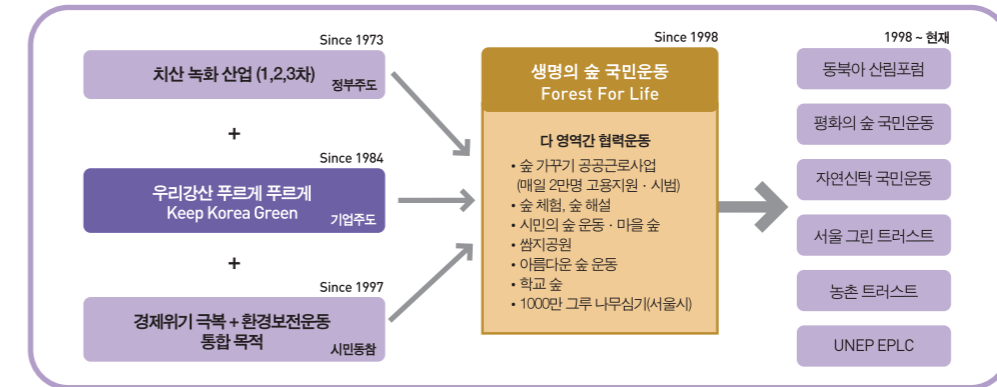 Since 1973
치산 녹화 산업 (1,2,3차)
정부주도
+
Since 1984
우리강산 푸르게 푸르게
Keep Korea Green
기업주도
+
Since 1997
경제위기 극복 + 환경보전운동
통합 목적
시민동참
Since 1998
생명의 숲 국민운동
Forest For Life
다 영역간 협력운동
• 숲 가꾸기 공공근로사업
(매일 2만명 고용지원 · 시범)
• 숲 체험, 숲 해설
• 시민의 숲 운동 · 마을 숲
• 쌈지공원
• 아름다운 숲 운동
• 학교 숲
• 1000만 그루 나무심기(서울시)
1998 ~ 현재
동북아 산림포럼
평화의 숲 국민운동
자연신탁 국민운동
서울 그린 트러스트
농촌 트러스트
UNEP EPLC